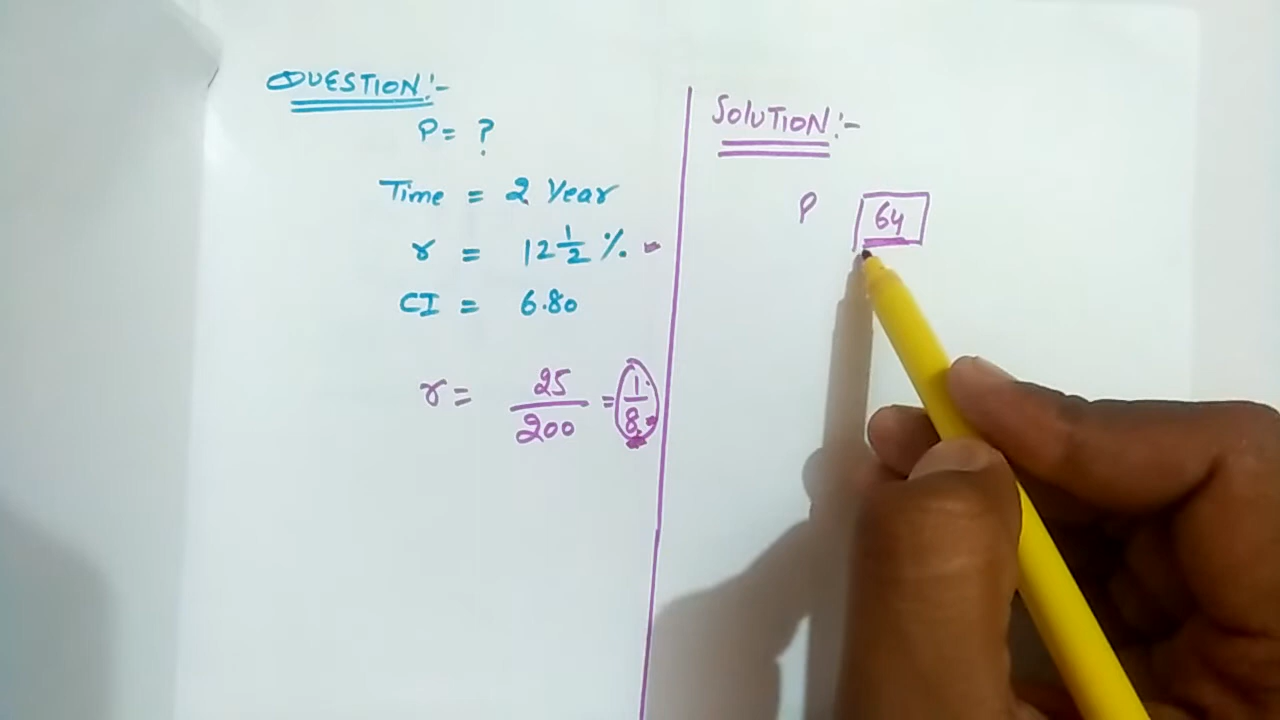 QUESTION:-
P = ?
Time = 2 Year
r = 12 1/2 %
CI = 6.80
r = 25/200 = 1/8
SOLUTION:-
P 64